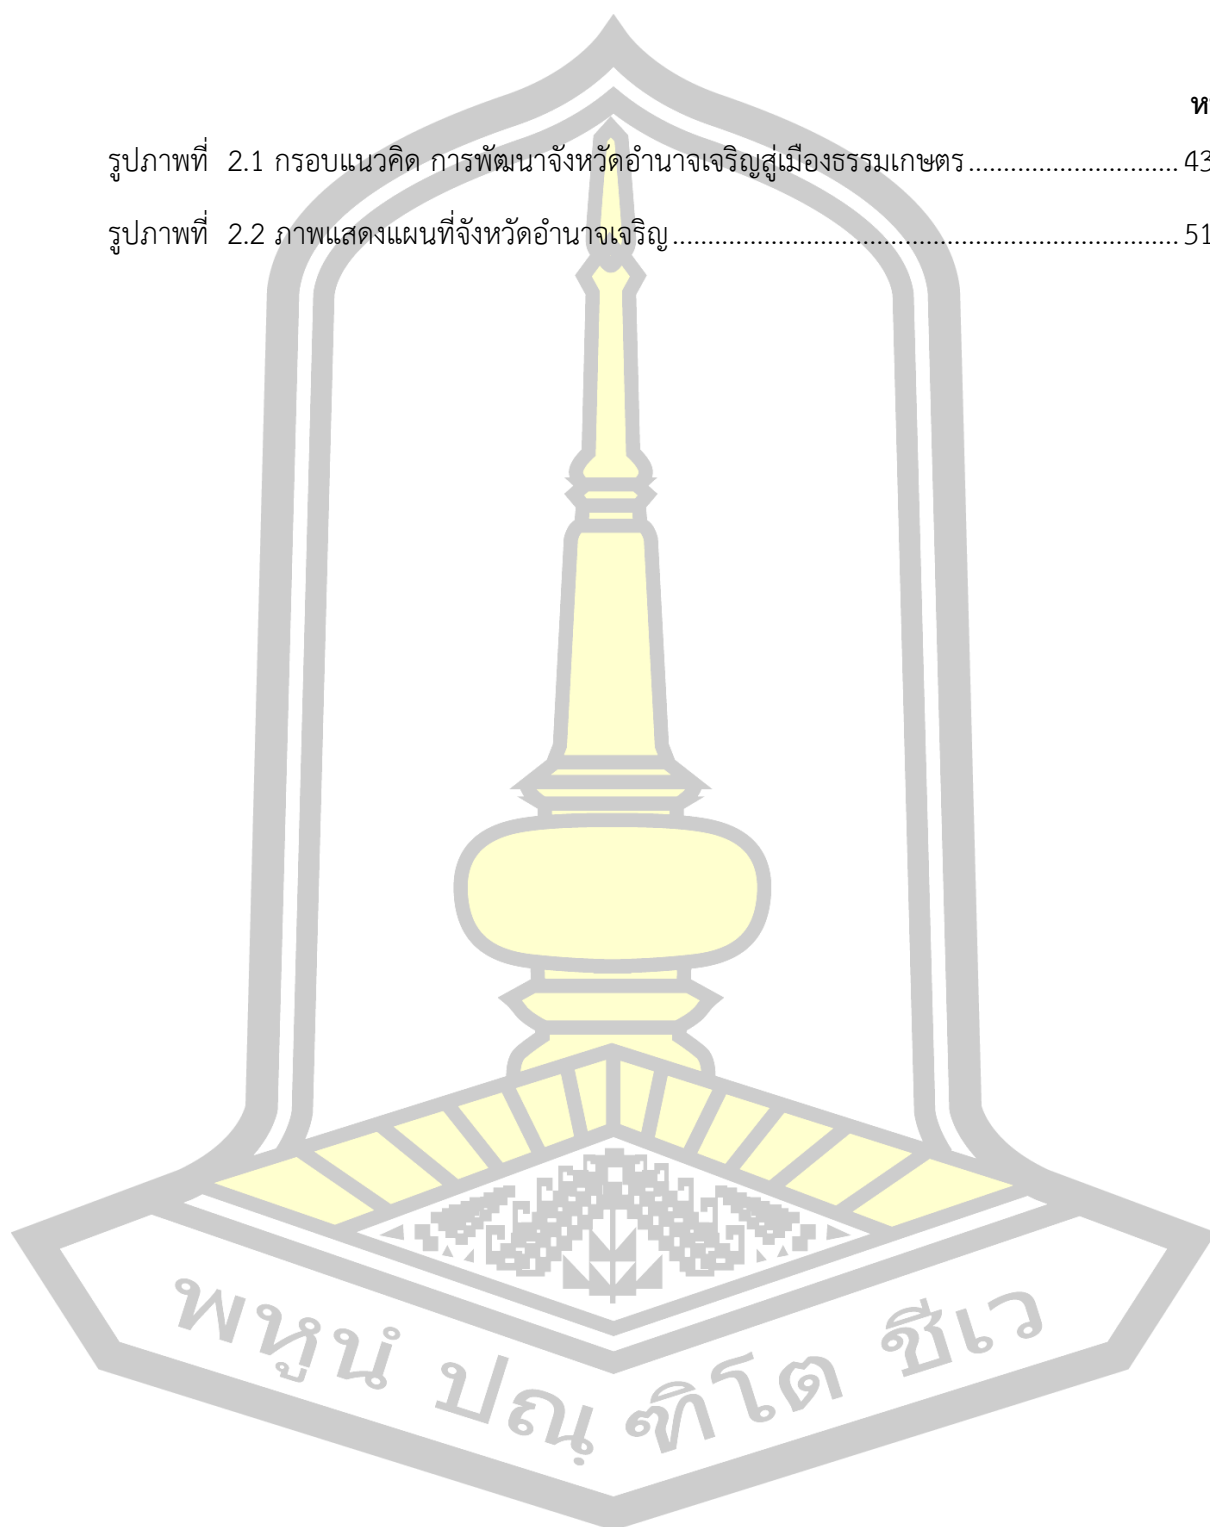 ห
รูปภาพที่ 2.1 กรอบแนวคิด การพัฒนาจังหวัดอำนาจเจริญสู่เมืองธรรมเกษตร.............................. 43
รูปภาพที่ 2.2 ภาพแสดงแผนที่จังหวัดอำนาจเจริญ........................................................................ 51
พหูนํ ปณฺฑิโต ชีเว